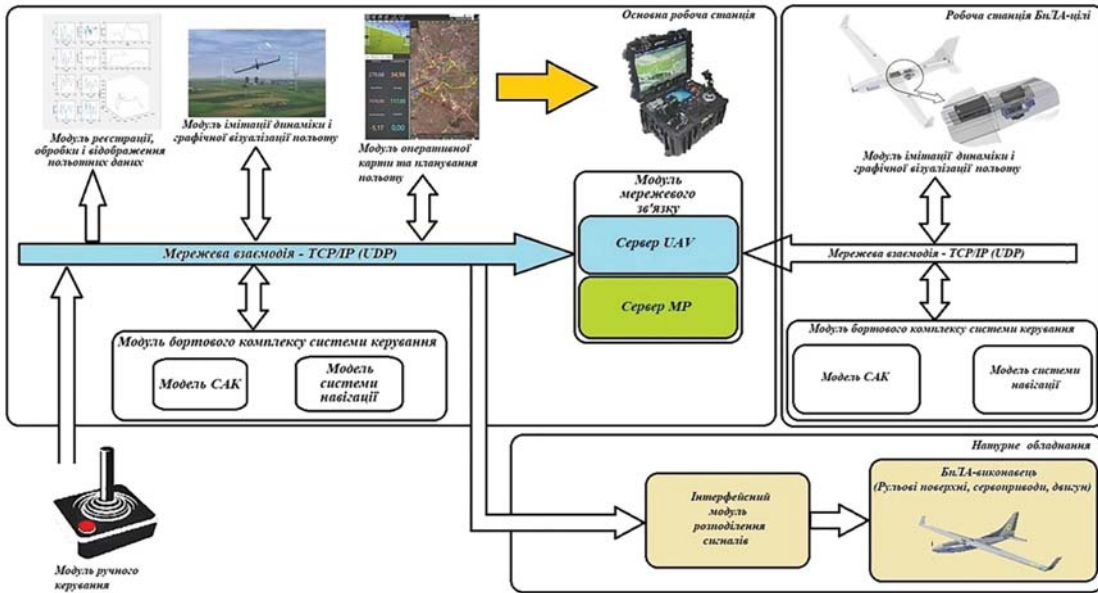 Основна робоча станція
Робоча станція БпЛА-цілі
Модуль реєстрації,
обробки і відображення
польотних даних
Модуль імітації динаміки і
графічної візуалізації польоту
Модуль оперативної
карти та планування
польоту
Модуль імітації динаміки і
графічної візуалізації польоту
Модуль
мережевого
зв'язку
Сервер UAV
Сервер МР
Мережева взаємодія - TCP/IP (UDP)
Мережева взаємодія - TCP/IP (UDP)
Модуль бортового комплексу системи керування
Модель САК
Модель
системи
навігації
Модуль бортового комплексу системи керування
Модель САК
Модель системи
навігації
Натурне обладнання
Інтерфейсний
модуль
розподілення
сигналів
БпЛА-виконавець
(Рульові поверхні, сервоприводи, двигун)
Модуль ручного
керування